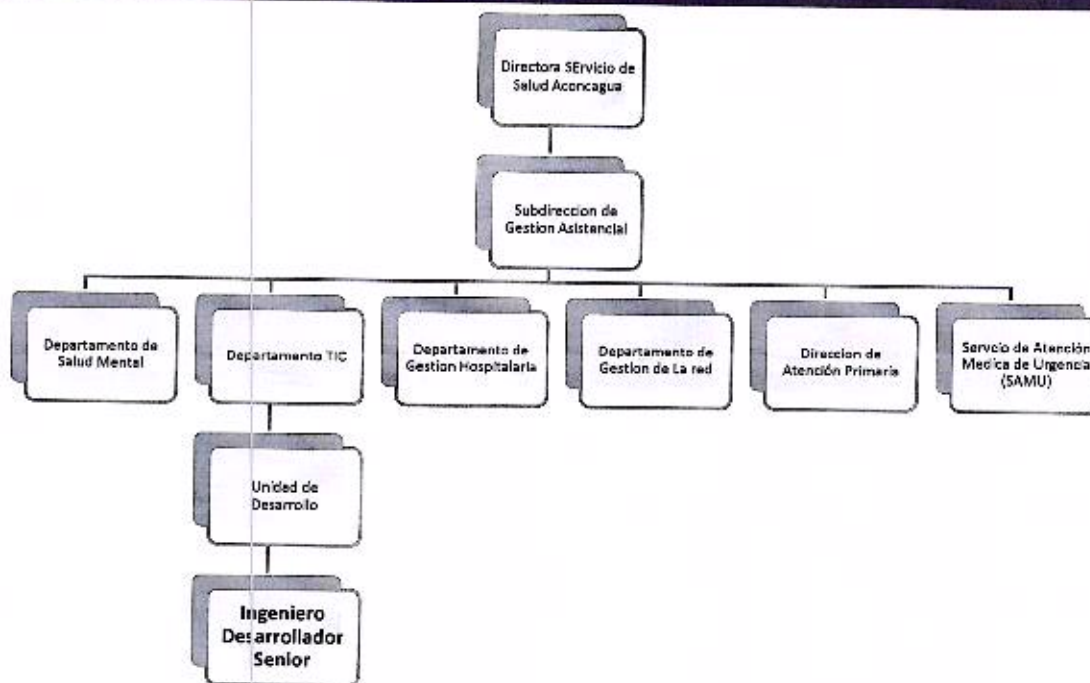 Directora SErvicio de
Salud Aconcagua
Subdireccion de
Gestion Asistencial
Departamento de
Salud Mental
Departamento TIC
Departamento de
Gestion Hospitalaria
Departamento de
Gestion de La red
Direccion de
Atención Primaria
Servcio de Atención
Medica de Urgencia
(SAMU)
Unidad de
Desarrollo
Ingeniero
Desarrollador
Senior